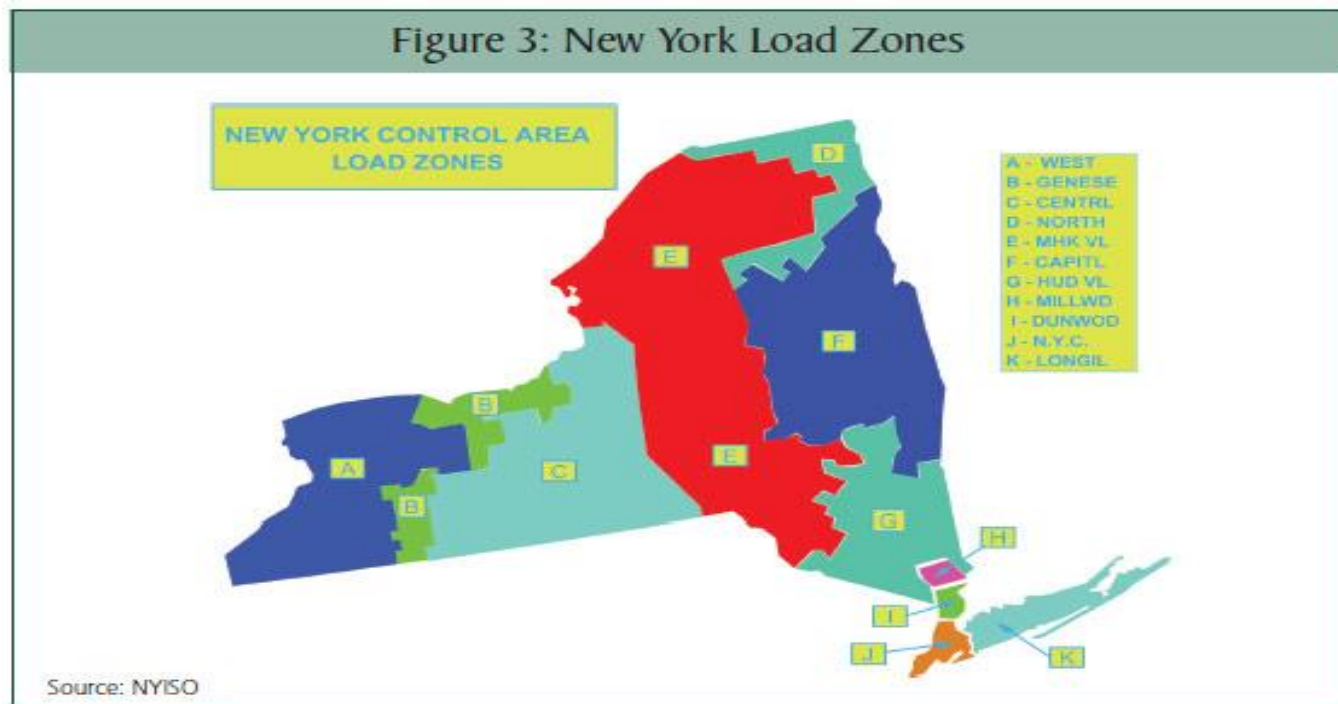 Figure 3: New York Load Zones
NEW YORK CONTROL AREA
LOAD ZONES
A - WEST
B - GENESE
C - CENTRL
D - NORTH
E - MHK VL
F - CAPITL
G - HUD VL
H - MILLWD
I - DUNWOD
J - N.Y.C.
K - LONGIL
D
E
F
B
A
C
E
B
G
H
I
J
K
Source: NYISO